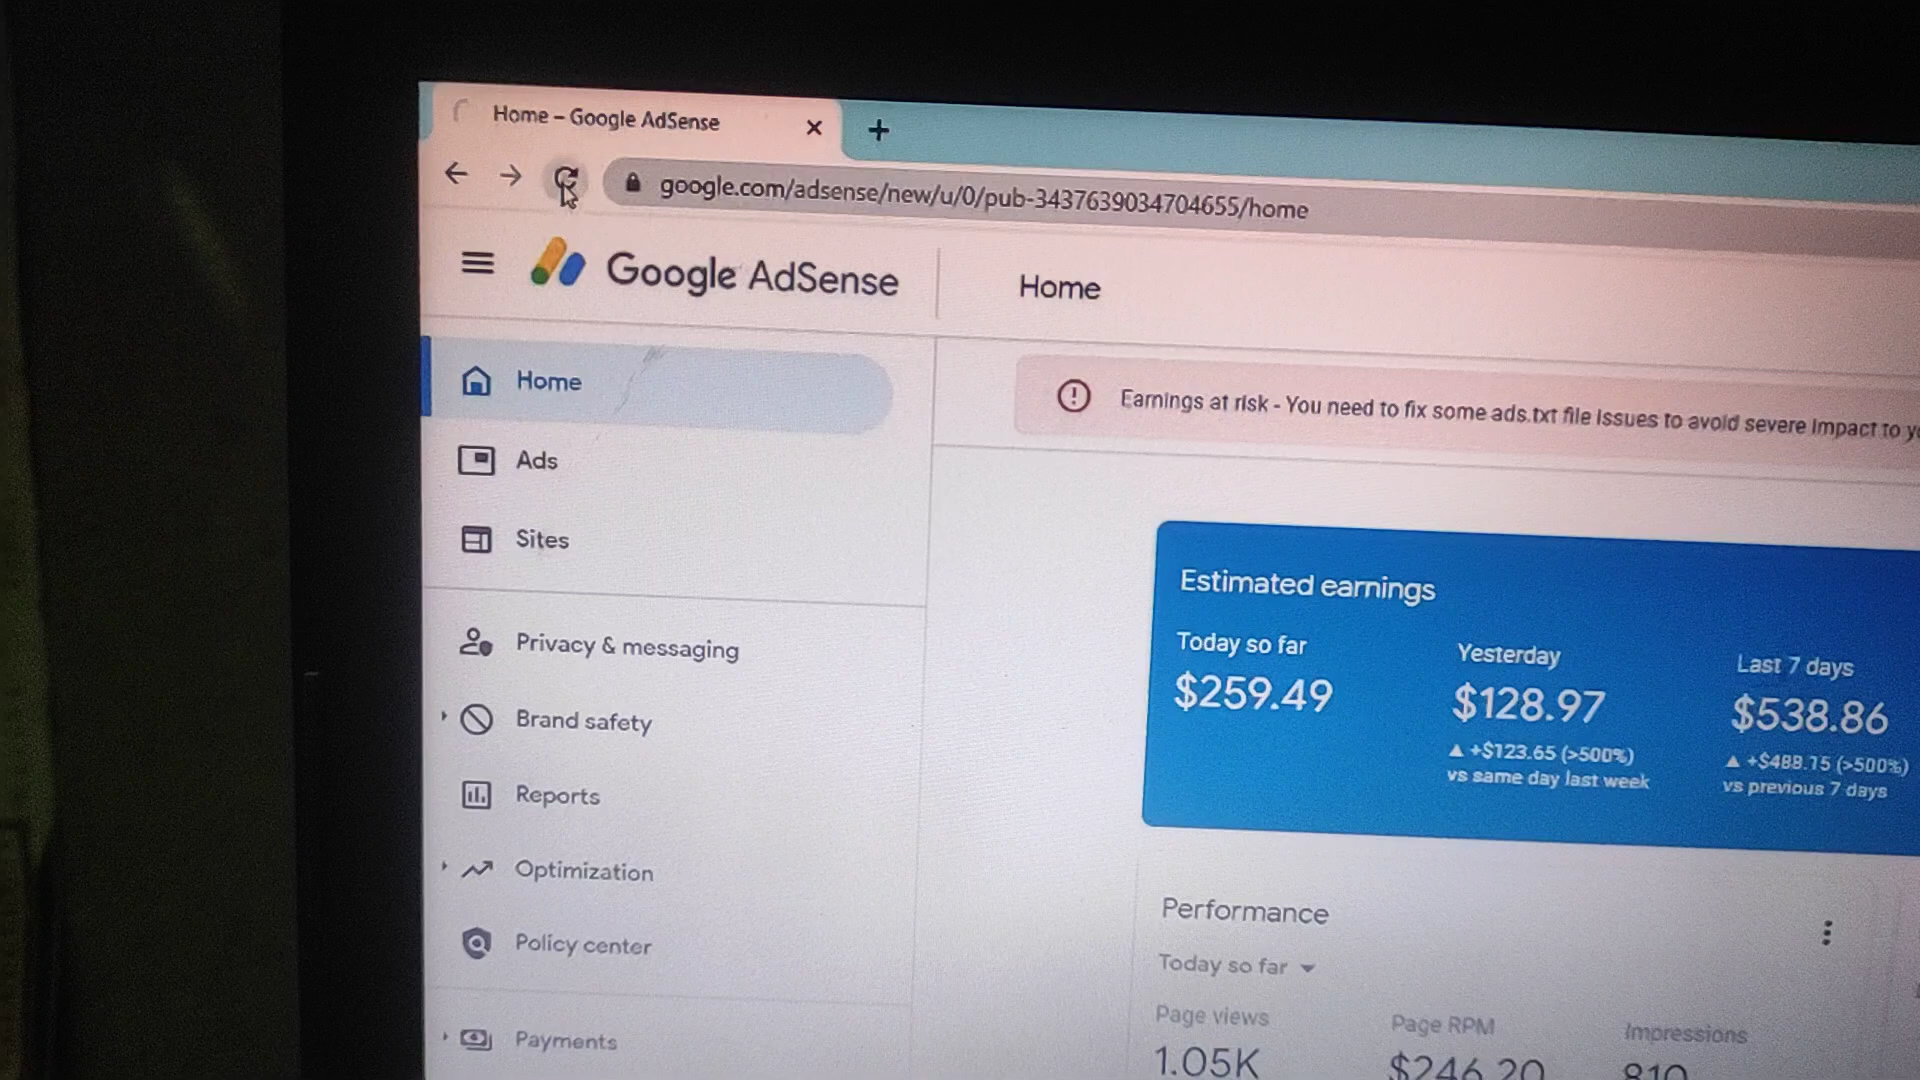 Home – Google AdSense
google.com/adsense/new/u/0/pub-3437639034704655/home
Google AdSense
Home
Home
Earnings at risk - You need to fix some ads.txt file issues to avoid severe impact to
Ads
Sites
Privacy & messaging
Brand safety
Reports
Optimization
Policy center
Payments
Estimated earnings
Today so far
$259.49
Yesterday
$128.97
+$123.65 (>500%)
vs same day last week
Last 7 days
$538.86
+$488.15 (>500%)
vs previous 7 days
Performance
Today so far
Page views
1.05K
Page RPM
$246.20
Impressions
810